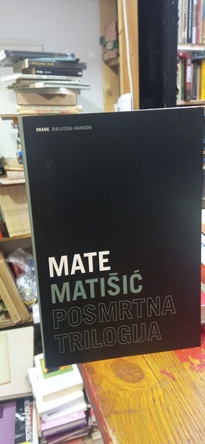 DRAME BIBLIOTEKA MANSIONI
MATE
MATIŠIĆ
POSMRTNA
TRILOGIJA